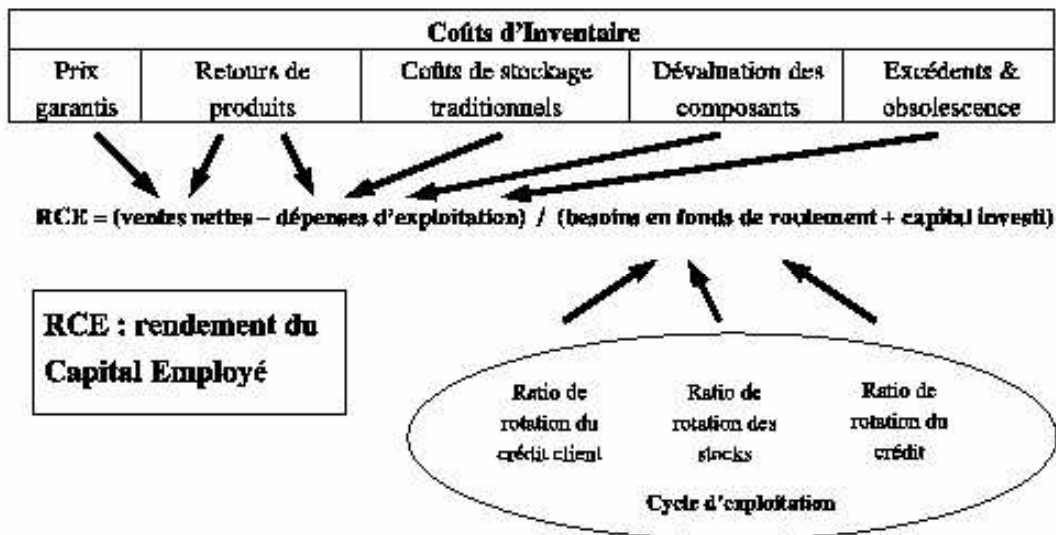 Coûts d'Inventaire
Prix garantis
Retours de produits
Coûts de stockage traditionnels
Dévaluation des composants
Excédents & obsolescence
RCE = (ventes nettes – dépenses d'exploitation) / (besoins en fonds de roulement + capital investi)
RCE : rendement du
Capital Employé
Ratio de
rotation du
crédit client
Ratio de
rotation des
stocks
Ratio de
rotation du
crédit
Cycle d'exploitation